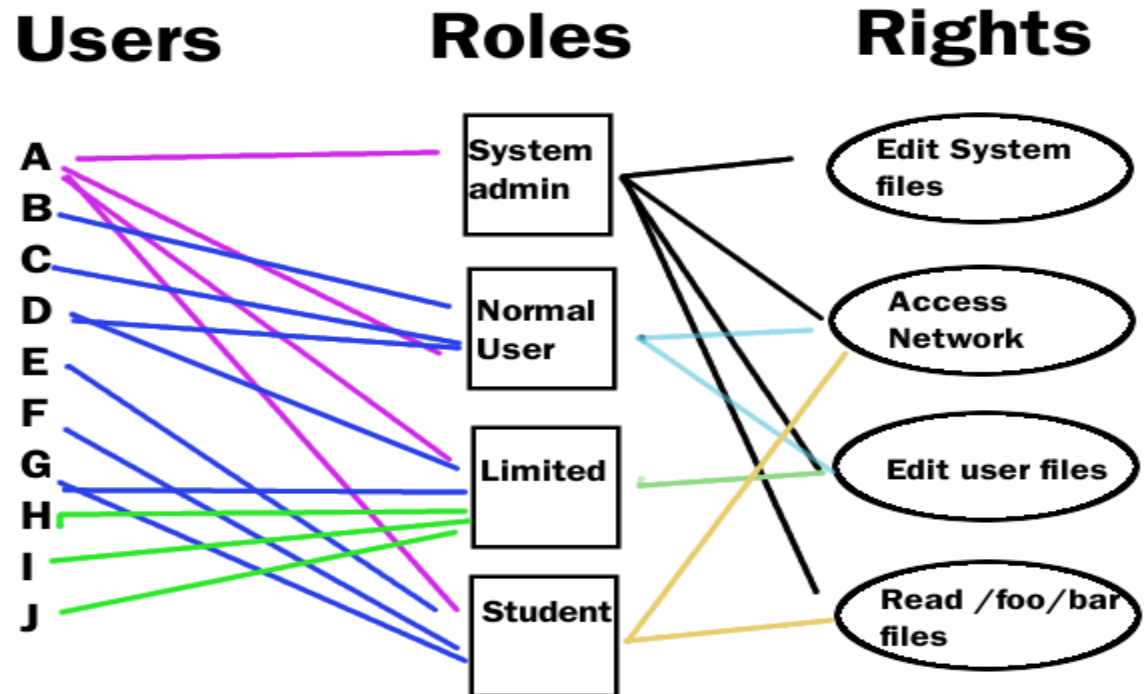 Users
Roles
Rights
A
B
C
D
E
F
G
H
I
J
System
admin
Normal
User
Limited
Student
Edit System
files
Access
Network
Edit user files
Read /foo/bar
files